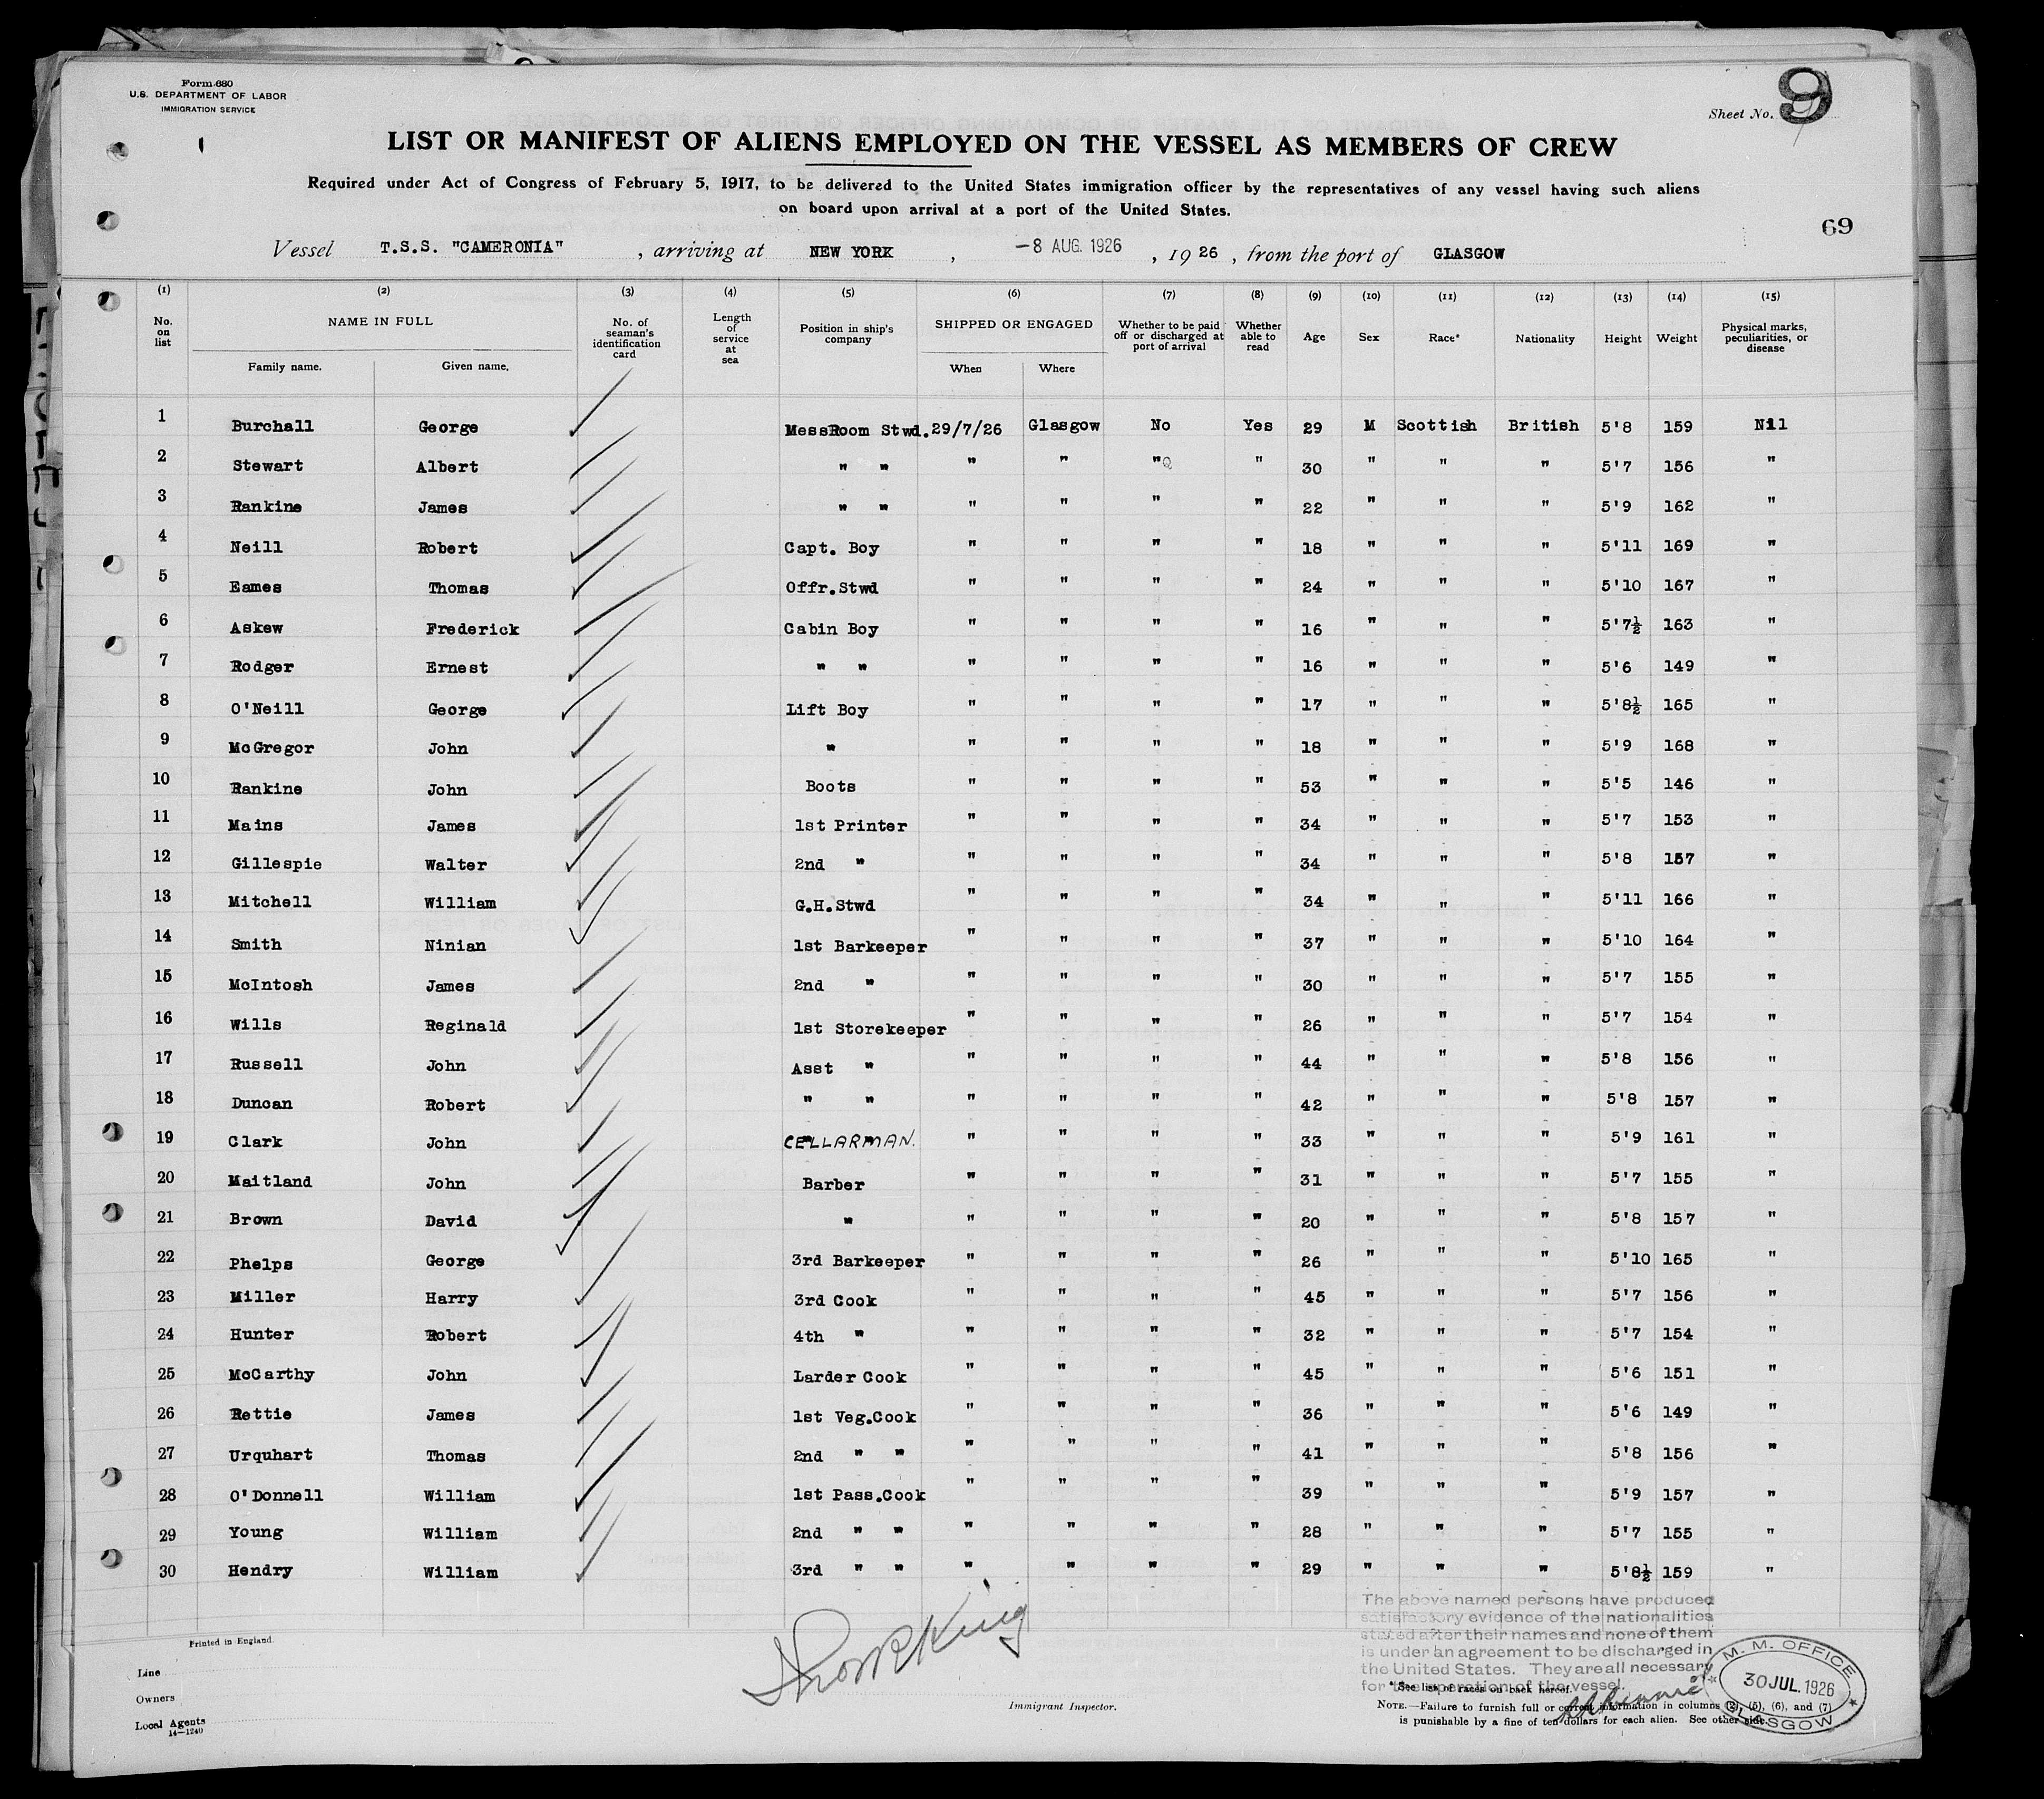 Form 680
U.S. DEPARTMENT OF LABOR
IMMIGRATION SERVICE
Sheet No. 9
LIST OR MANIFEST OF ALIENS EMPLOYED ON THE VESSEL AS MEMBERS OF CREW
Required under Act of Congress of February 5, 1917, to be delivered to the United States immigration officer by the representatives of any vessel having such aliens
on board upon arrival at a port of the United States.
69
Vessel T.S.S. "CAMERONIA" , arriving at NEW YORK , -8 AUG. 1926 , 1926 , from the port of GLASGOW
(1) (2) (3) (4) (5) (6) (7) (8) (9) (10) (11) (12) (13) (14) (15)
No. on list NAME IN FULL Family name. Given name. No. of seaman's identification card Length of service at sea Position in ship's company SHIPPED OR ENGAGED When Where Whether to be paid off or discharged at port of arrival Whether able to read Age Sex Race* Nationality Height Weight Physical marks, peculiarities, or disease
1 Burchall George MessRoom Stwd. 29/7/26 Glasgow No Yes 29 M Scottish British 5'8 159 Nil
2 Stewart Albert " " " " " " 30 " " " 5'7 156 "
3 Rankine James " " " " " " 22 " " " 5'9 162 "
4 Neill Robert Capt. Boy " " " " 18 " " " 5'11 169 "
5 Eames Thomas Offr.Stwd " " " " 24 " " " 5'10 167 "
6 Askew Frederick Cabin Boy " " " " 16 " " " 5'7½ 163 "
7 Rodger Ernest " " " " " " 16 " " " 5'6 149 "
8 O'Neill George Lift Boy " " " " 17 " " " 5'8½ 165 "
9 McGregor John " " " " " 18 " " " 5'9 168 "
10 Rankine John Boots " " " " 53 " " " 5'5 146 "
11 Mains James 1st Printer " " " " 34 " " " 5'7 153 "
12 Gillespie Walter 2nd " " " " " 34 " " " 5'8 157 "
13 Mitchell William G.H.Stwd " " " " 34 " " " 5'11 166 "
14 Smith Ninian 1st Barkeeper " " " " 37 " " " 5'10 164 "
15 McIntosh James 2nd " " " " " 30 " " " 5'7 155 "
16 Wills Reginald 1st Storekeeper " " " " 26 " " " 5'7 154 "
17 Russell John Asst " " " " " 44 " " " 5'8 156 "
18 Duncan Robert " " " " " " 42 " " " 5'8 157 "
19 Clark John CELLARMAN. " " " " 33 " " " 5'9 161 "
20 Maitland John Barber " " " " 31 " " " 5'7 155 "
21 Brown David " " " " " 20 " " " 5'8 157 "
22 Phelps George 3rd Barkeeper " " " " 26 " " " 5'10 165 "
23 Miller Harry 3rd Cook " " " " 45 " " " 5'7 156 "
24 Hunter Robert 4th " " " " " 32 " " " 5'7 154 "
25 McCarthy John Larder Cook " " " " 45 " " " 5'6 151 "
26 Rettie James 1st Veg.Cook " " " " 36 " " " 5'6 149 "
27 Urquhart Thomas 2nd " " " " " " 41 " " " 5'8 156 "
28 O'Donnell William 1st Pass.Cook " " " " 39 " " " 5'9 157 "
29 Young William 2nd " " " " " " 28 " " " 5'7 155 "
30 Hendry William 3rd " " " " " " 29 " " " 5'8½ 159 "
The above named persons have produced
satisfactory evidence of the nationalities
stated after their names and none of them
is under an agreement to be discharged in
the United States. They are all necessary
for the operation of the vessel.
Printed in England.
Line
Owners
Local Agents
14—1240
King
Immigrant Inspector.
*See list of races on back hereof.
NOTE.—Failure to furnish full or correct information in columns (2), (5), (6), and (7)
is punishable by a fine of ten dollars for each alien. See other side.
M. M. OFFICE
30 JUL. 1926
GLASGOW